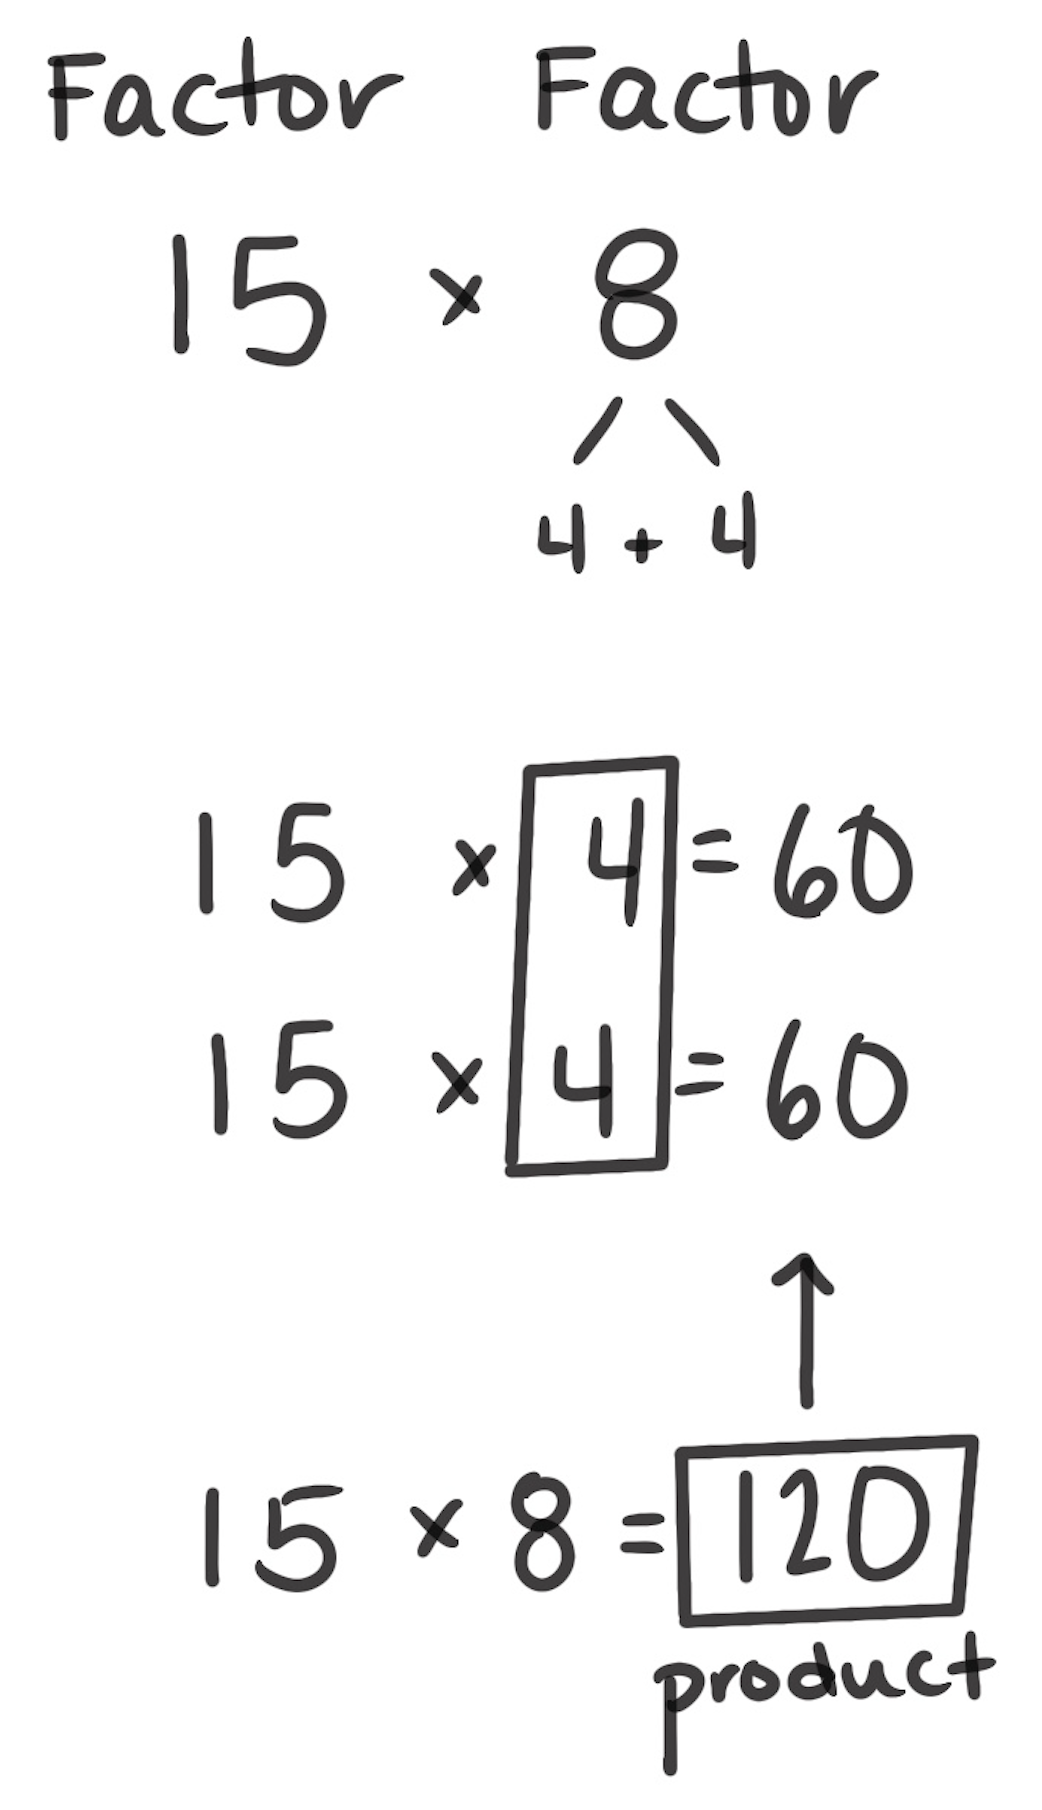 Factor Factor
15 × 8
4 + 4
15 × 4 = 60
15 × 4 = 60
15 × 8 = 120
product